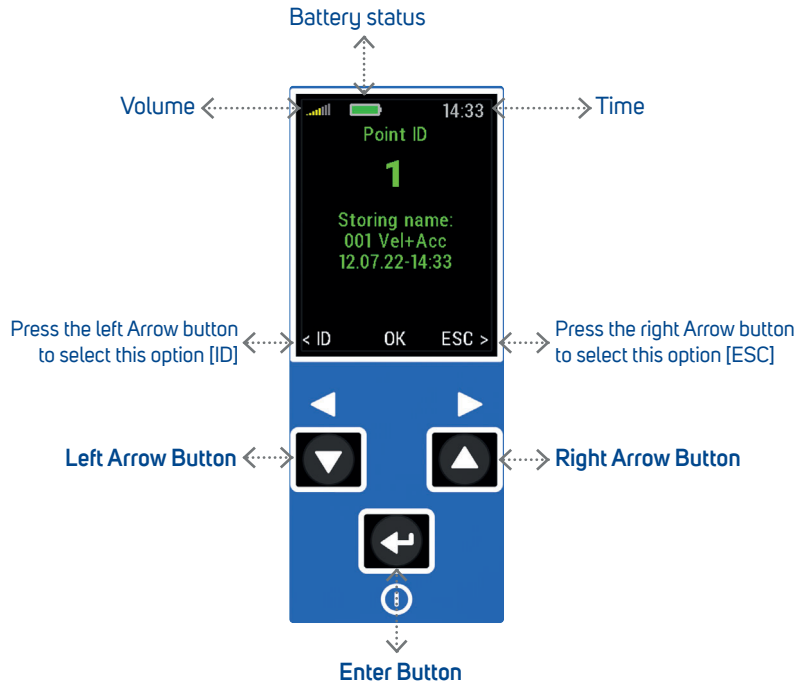 Battery status
Volume
Time
14:33
Point ID
1
Storing name:
001 Vel+Acc
12.07.22-14:33
Press the left Arrow button
to select this option [ID]
< ID OK ESC >
Press the right Arrow button
to select this option [ESC]
Left Arrow Button
Right Arrow Button
Enter Button